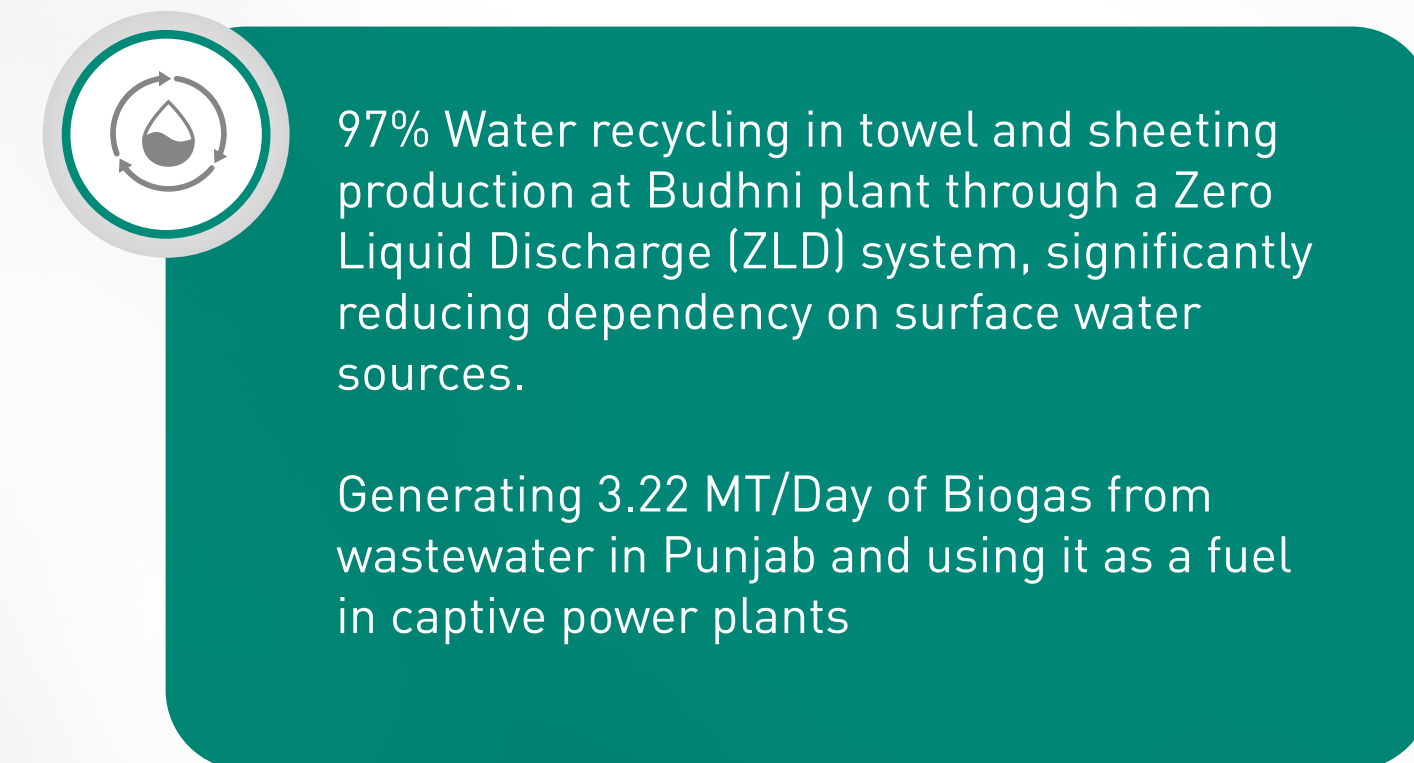 97% Water recycling in towel and sheeting
production at Budhni plant through a Zero
Liquid Discharge (ZLD) system, significantly
reducing dependency on surface water
sources.
Generating 3.22 MT/Day of Biogas from
wastewater in Punjab and using it as a fuel
in captive power plants